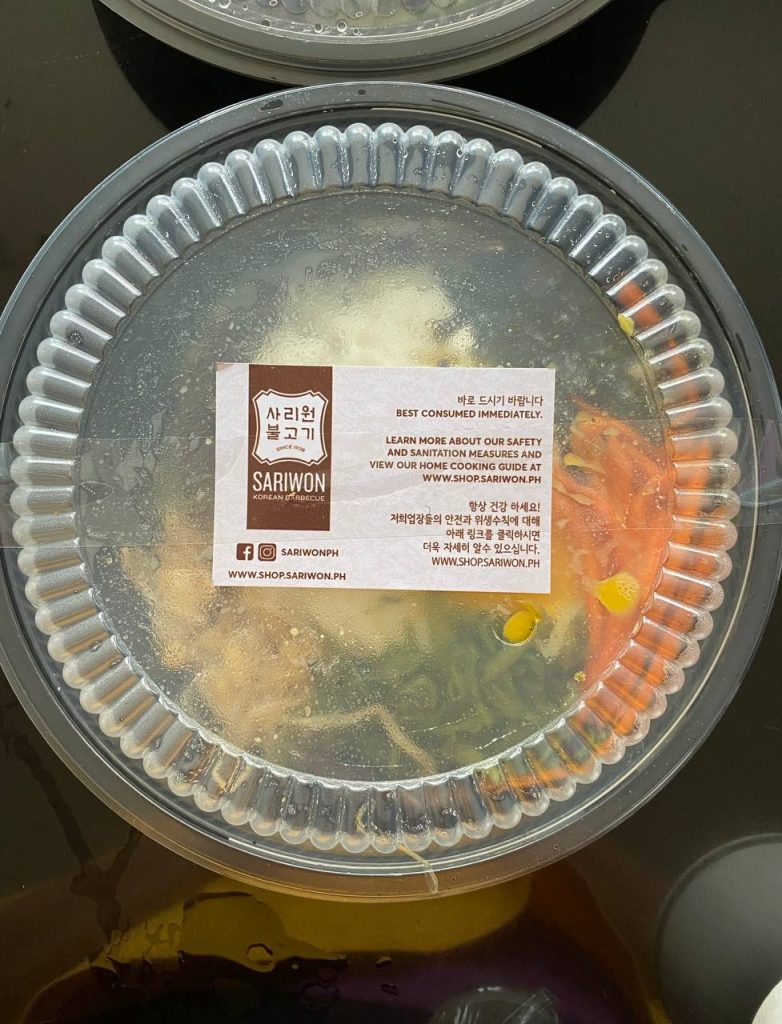 사리원
불고기
SINCE 1938
SARIWON
KOREAN BARBECUE
SARIWONPH
WWW.SHOP.SARIWON.PH
바로 드시기 바랍니다
BEST CONSUMED IMMEDIATELY.
LEARN MORE ABOUT OUR SAFETY
AND SANITATION MEASURES AND
VIEW OUR HOME COOKING GUIDE AT
WWW.SHOP.SARIWON.PH
항상 건강 하세요!
저희업장들의 안전과 위생수칙에 대해
아래 링크를 클릭하시면
더욱 자세히 알수 있으십니다.
WWW.SHOP.SARIWON.PH